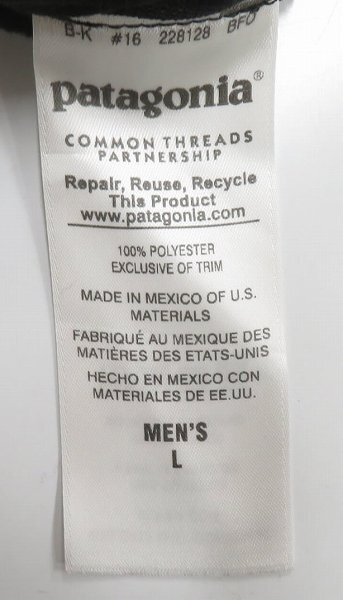 B-K #16 228128 BFO
patagonia®
COMMON THREADS
PARTNERSHIP
Repair, Reuse, Recycle
This Product
www.patagonia.com
100% POLYESTER
EXCLUSIVE OF TRIM
MADE IN MEXICO OF U.S.
MATERIALS
FABRIQUÉ AU MEXIQUE DES
MATIÈRES DES ETATS-UNIS
HECHO EN MEXICO CON
MATERIALES DE EE.UU.
MEN'S
L